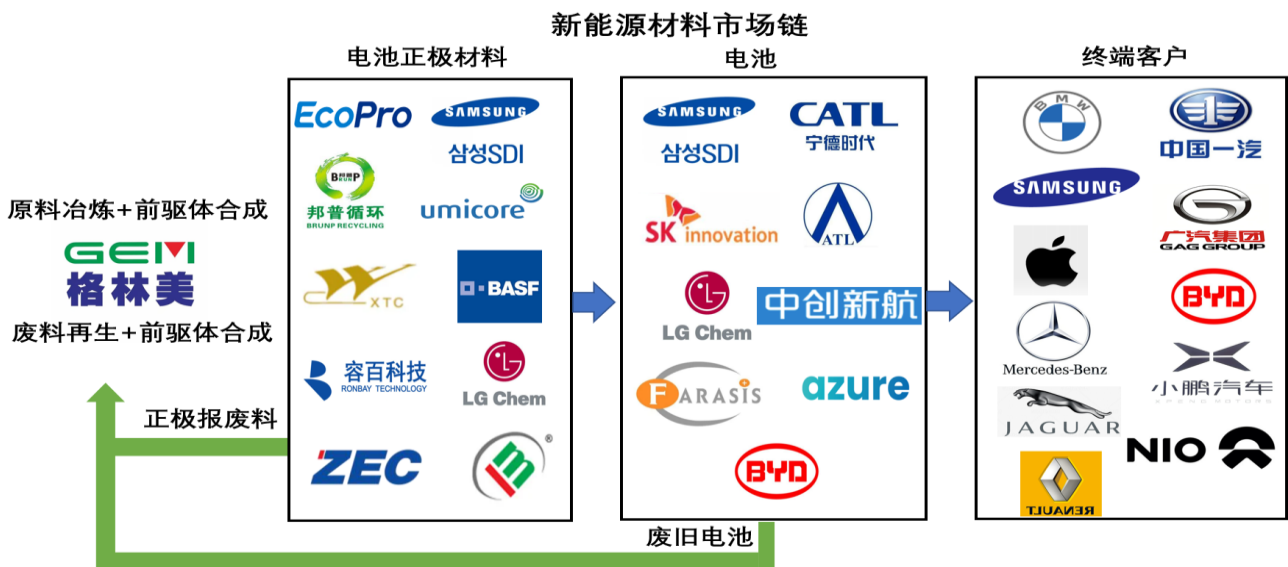 新能源材料市场链
电池正极材料
电池
终端客户
原料冶炼+前驱体合成
GEM
格林美
废料再生+前驱体合成
正极报废料
废旧电池
EcoPro
SAMSUNG
삼성SDI
BRUNP
邦普循环
BRUNP RECYCLING
umicore
XTC
BASF
容百科技
RONBAY TECHNOLOGY
LG Chem
ZEC
®
SAMSUNG
삼성SDI
CATL
宁德时代
SK innovation
ATL
LG Chem
中创新航
FARASIS
azure
BYD
BMW
中国一汽
SAMSUNG
广汽集团
GAG GROUP
BYD
Mercedes-Benz
小鹏汽车
XPENG MOTORS
JAGUAR
NIO
RENAULT